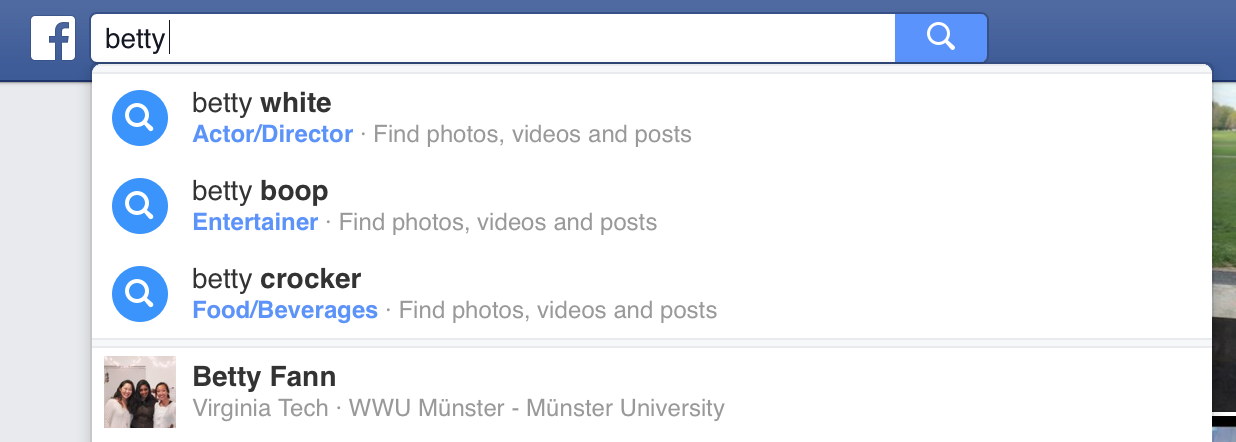 betty
betty white
Actor/Director · Find photos, videos and posts
betty boop
Entertainer · Find photos, videos and posts
betty crocker
Food/Beverages · Find photos, videos and posts
Betty Fann
Virginia Tech · WWU Münster - Münster University